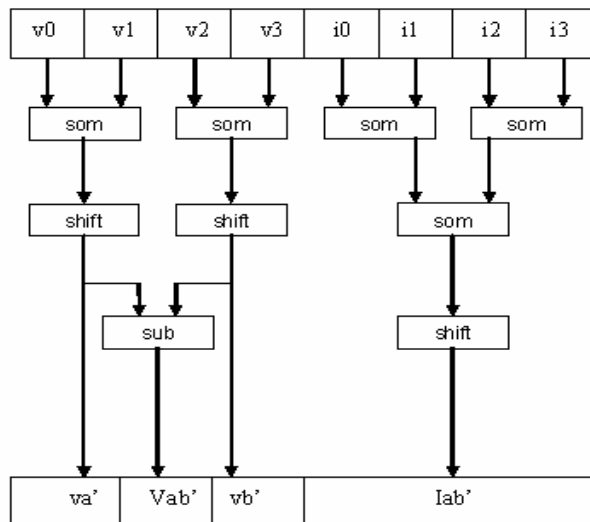 v0 v1 v2 v3 i0 i1 i2 i3
som som som som
shift shift som
sub shift
va' Vab' vb' Iab'